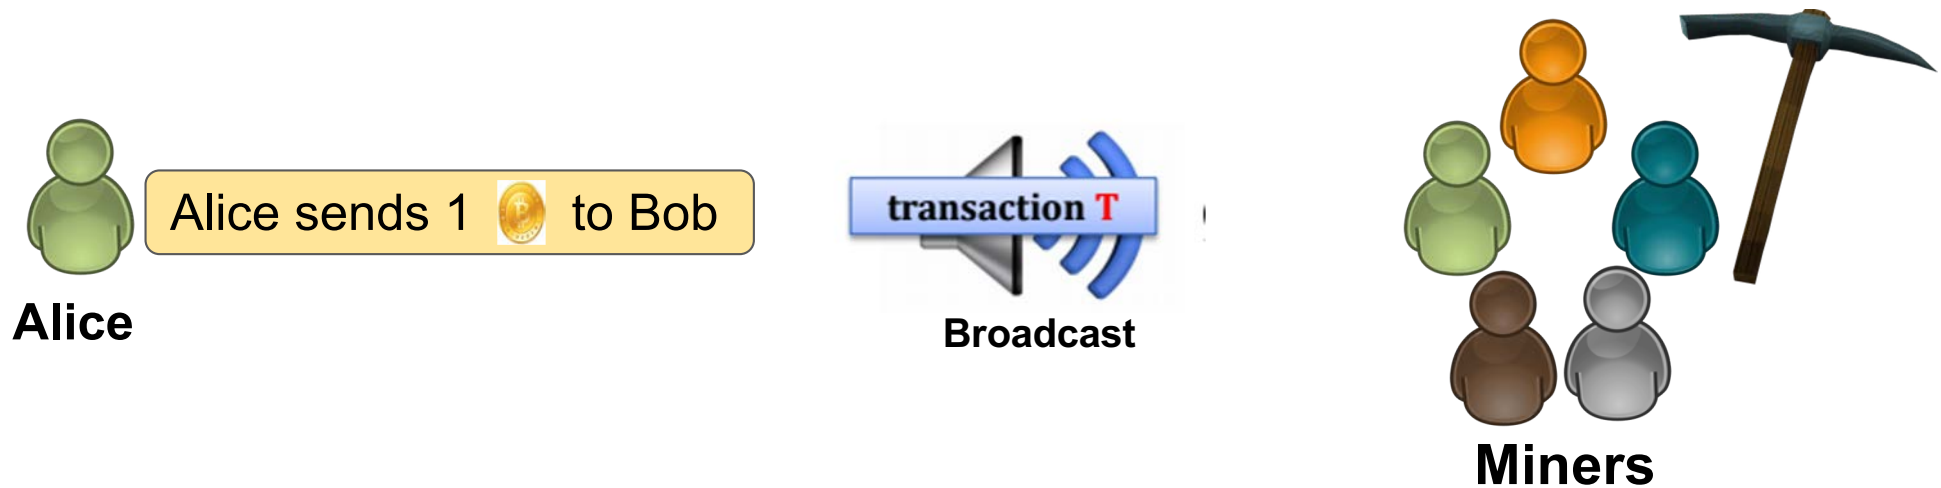 Alice sends 1 to Bob
Alice
transaction T
Broadcast
Miners